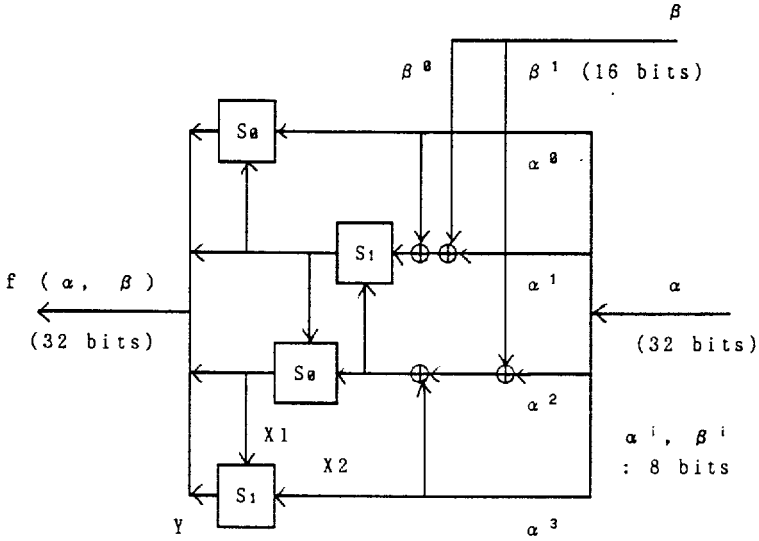 β
β⁰
β¹ (16 bits)
S₀
α⁰
S₁
f ( α, β )
α¹
α
(32 bits)
(32 bits)
S₀
α²
X1
X2
αⁱ, βⁱ
: 8 bits
S₁
Y
α³